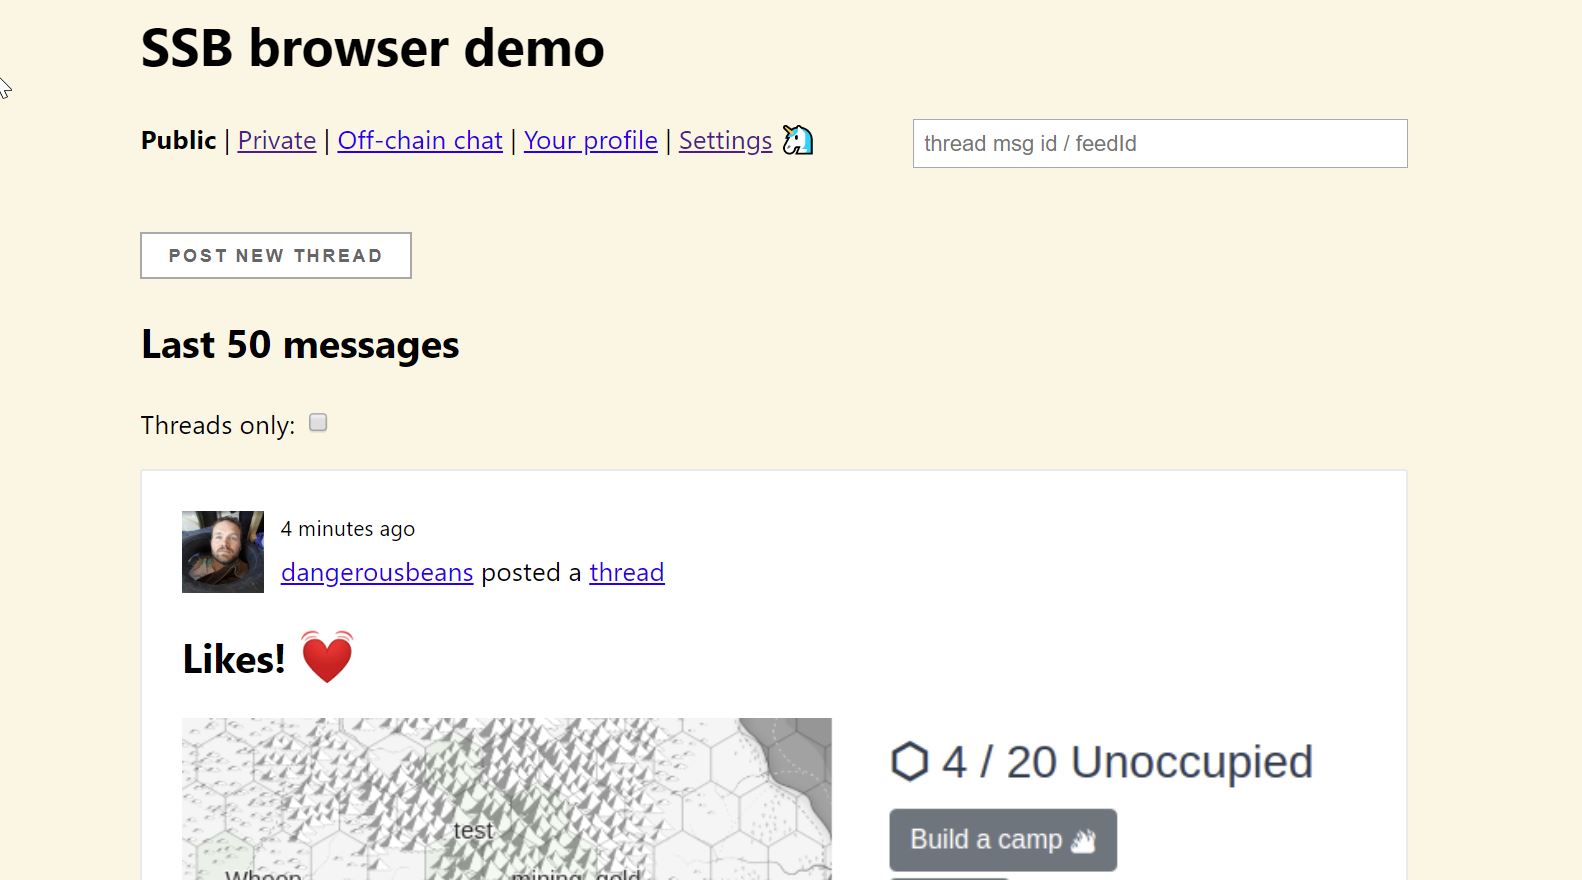 SSB browser demo
Public | Private | Off-chain chat | Your profile | Settings
thread msg id / feedId
POST NEW THREAD
Last 50 messages
Threads only:
4 minutes ago
dangerousbeans posted a thread
Likes!
4 / 20 Unoccupied
test
Build a camp
Whoop
mining, gold